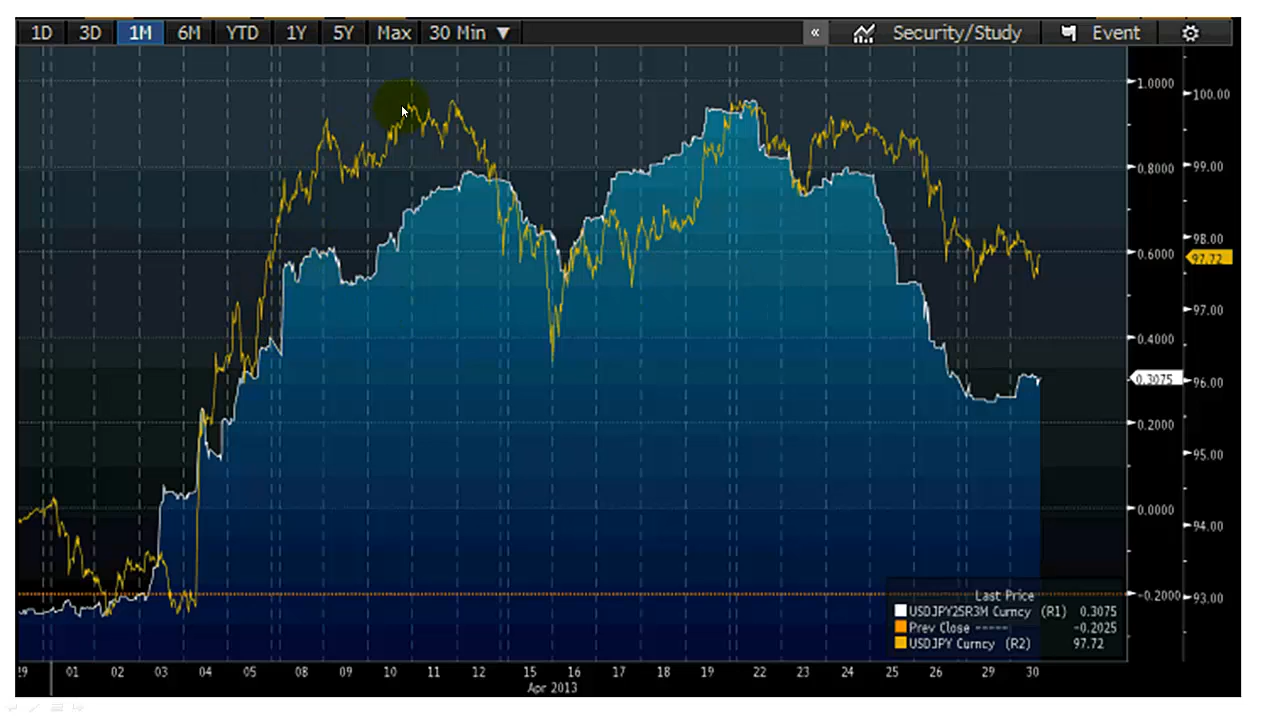 1D 3D 1M 6M YTD 1Y 5Y Max 30 Min ▼ « Security/Study Event
1.0000
100.00
0.8000
99.00
98.00
0.6000
97.72
97.00
0.4000
0.3075
96.00
0.2000
95.00
0.0000
94.00
-0.2000
93.00
Last Price
USDJPY25R3M Curncy (R1) 0.3075
Prev Close ----- -0.2025
USDJPY Curncy (R2) 97.72
29 01 02 03 04 05 08 09 10 11 12 15 16 17 18 19 22 23 24 25 26 29 30
Apr 2013